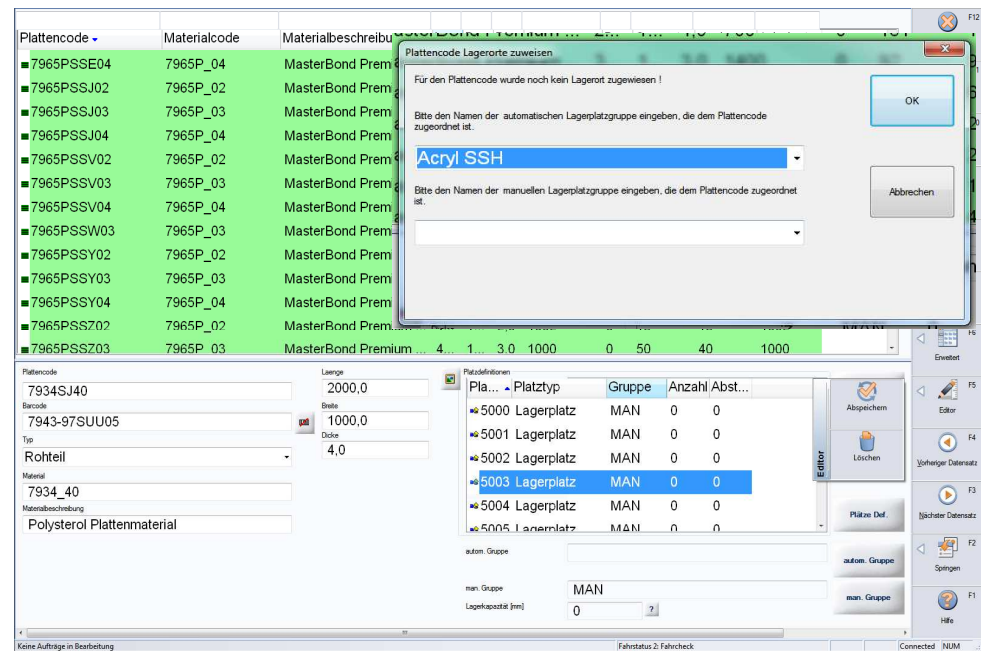 F12
Plattencode
Materialcode
Materialbeschreibu
7965PSSE04 7965P_04 MasterBond Premi
7965PSSJ02 7965P_02 MasterBond Prem
7965PSSJ03 7965P_03 MasterBond Prem
7965PSSJ04 7965P_04 MasterBond Prem
7965PSSV02 7965P_02 MasterBond Prem
7965PSSV03 7965P_03 MasterBond Prem
7965PSSV04 7965P_04 MasterBond Prem
7965PSSW03 7965P_03 MasterBond Prem
7965PSSY02 7965P_02 MasterBond Prem
7965PSSY03 7965P_03 MasterBond Prem
7965PSSY04 7965P_04 MasterBond Prem
7965PSSZ02 7965P_02 MasterBond Prem
7965PSSZ03 7965P_03 MasterBond Premium ... 4... 1... 3.0 1000 0 50 40 1000
Plattencode Lagerorte zuweisen
Für den Plattencode wurde noch kein Lagerort zugewiesen !
Bitte den Namen der automatischen Lagerplatzgruppe eingeben, die dem Plattencode
zugeordnet ist.
Acryl SSH
Bitte den Namen der manuellen Lagerplatzgruppe eingeben, die dem Plattencode zugeordnet
ist.
OK
Abbrechen
Plattencode
7934SJ40
Barcode
7943-97SUU05
Typ
Rohteil
Material
7934_40
Materialbeschreibung
Polysterol Plattenmaterial
Laenge
2000,0
Breite
1000,0
Dicke
4,0
Platzdefinitionen
Pla... Platztyp Gruppe Anzahl Abst...
5000 Lagerplatz MAN 0 0
5001 Lagerplatz MAN 0 0
5002 Lagerplatz MAN 0 0
5003 Lagerplatz MAN 0 0
5004 Lagerplatz MAN 0 0
5005 Lagerplatz MAN 0 0
autom. Gruppe
man. Gruppe MAN
Lagerkapazität [mm] 0 ?
Editor
Abspeichern
Löschen
Plätze Def.
autom. Gruppe
man. Gruppe
F6
Erweitert
F5
Editor
F4
Vorheriger Datensatz
F3
Nächster Datensatz
F2
Springen
F1
Hilfe
Keine Aufträge in Bearbeitung
Fahrstatus 2: Fahrcheck
Connected NUM